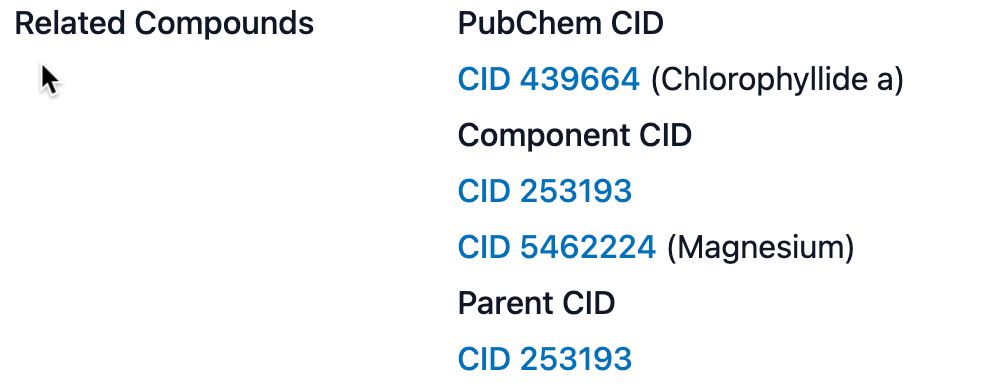 Related Compounds
PubChem CID
CID 439664 (Chlorophyllide a)
Component CID
CID 253193
CID 5462224 (Magnesium)
Parent CID
CID 253193